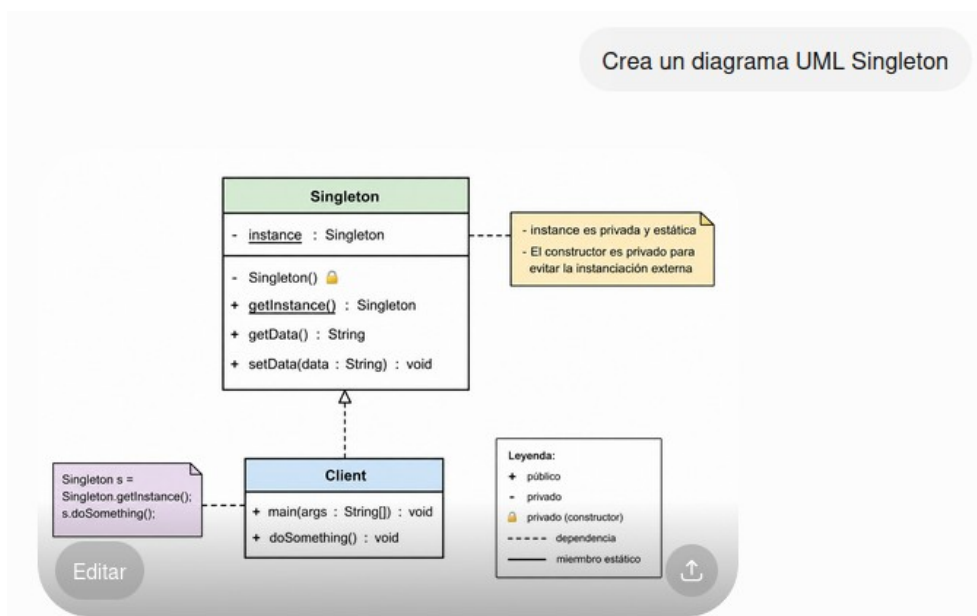 Crea un diagrama UML Singleton
Singleton
- instance : Singleton
- Singleton() 🔒
+ getInstance() : Singleton
+ getData() : String
+ setData(data : String) : void
- instance es privada y estática
- El constructor es privado para
evitar la instanciación externa
Singleton s =
Singleton.getInstance();
s.doSomething();
Client
+ main(args : String[]) : void
+ doSomething() : void
Leyenda:
+ público
- privado
🔒 privado (constructor)
dependencia
miermbro estático
Editar